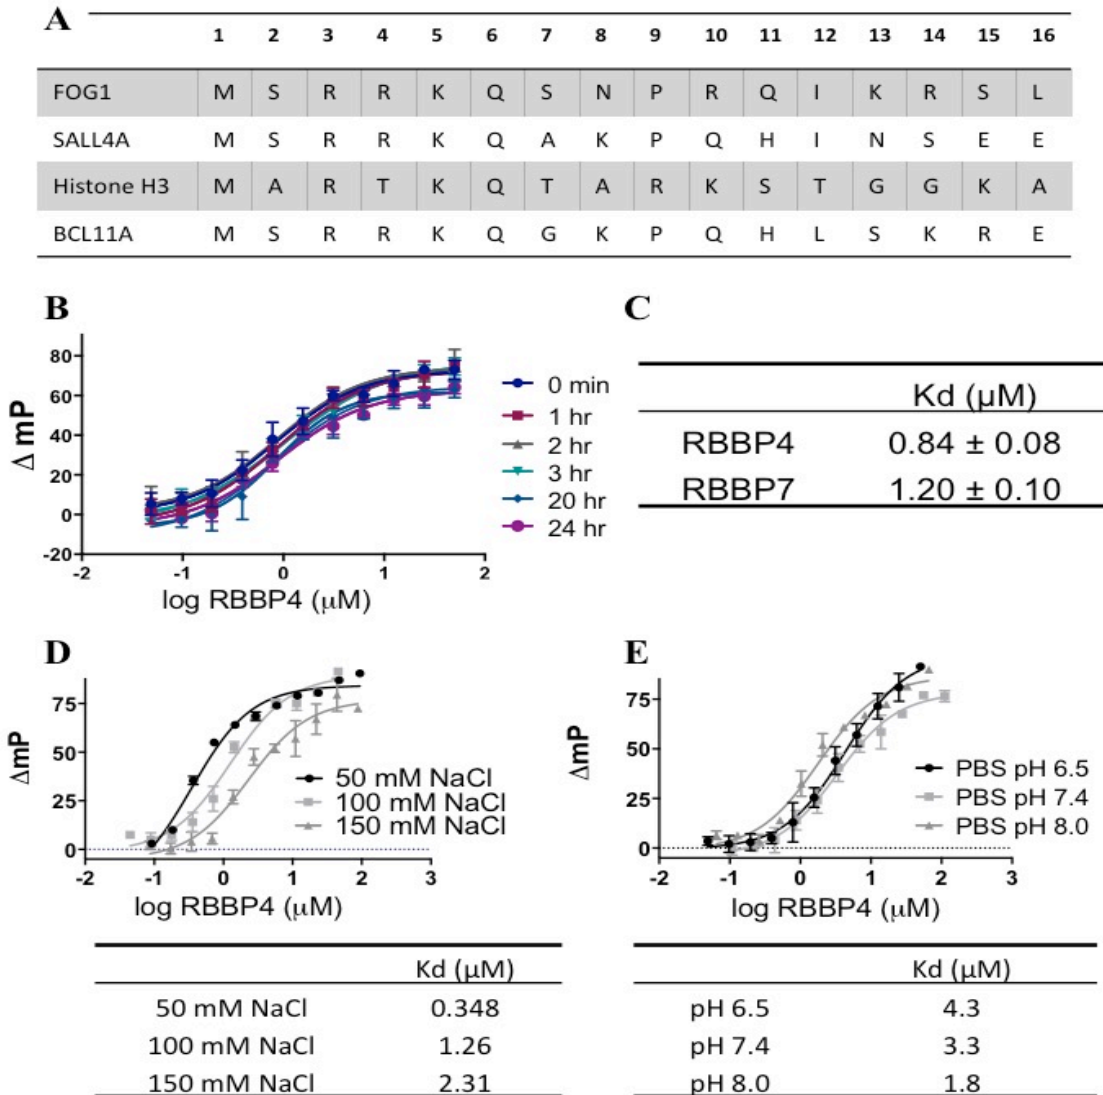 A
1 2 3 4 5 6 7 8 9 10 11 12 13 14 15 16
FOG1 M S R R K Q S N P R Q I K R S L
SALL4A M S R R K Q A K P Q H I N S E E
Histone H3 M A R T K Q T A R K S T G G K A
BCL11A M S R R K Q G K P Q H L S K R E
B
80
60
40
20
0
-20
Δ mP
-2 -1 0 1 2
log RBBP4 (μM)
0 min
1 hr
2 hr
3 hr
20 hr
24 hr
C
Kd (μM)
RBBP4 0.84 ± 0.08
RBBP7 1.20 ± 0.10
D
75
50
25
0
ΔmP
-2 -1 0 1 2 3
log RBBP4 (μM)
50 mM NaCl
100 mM NaCl
150 mM NaCl
Kd (μM)
50 mM NaCl 0.348
100 mM NaCl 1.26
150 mM NaCl 2.31
E
75
50
25
0
ΔmP
-2 -1 0 1 2 3
log RBBP4 (μM)
PBS pH 6.5
PBS pH 7.4
PBS pH 8.0
Kd (μM)
pH 6.5 4.3
pH 7.4 3.3
pH 8.0 1.8